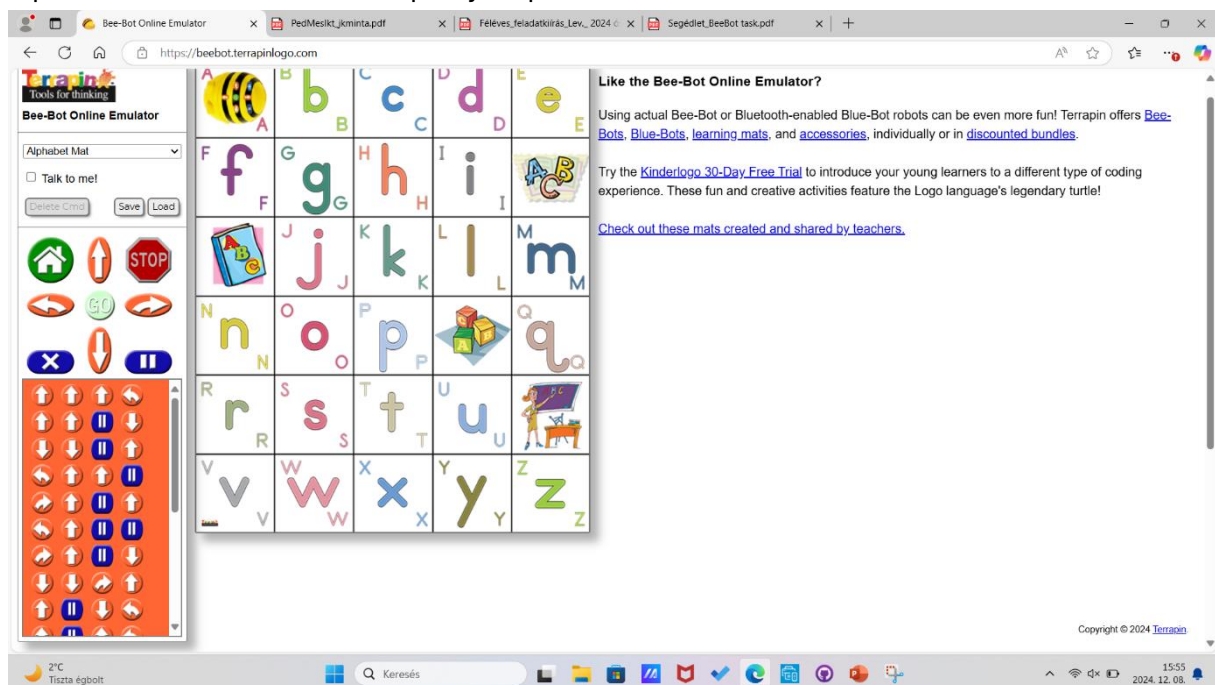 Bee-Bot Online Emulator
PedMesIkt_jkminta.pdf
Segédlet_BeeBot task.pdf
https://beebot.terrapinlogo.com
Terrapin
Tools for thinking
Bee-Bot Online Emulator
Alphabet Mat
Talk to me!
Delete Cmd Save Load
STOP
GO
A A B b B C c C D d D E e E
F f F G g G H h H I i I A B C
A B C J j J K k K L l L M m M
N n N O o O P p P Q q Q
R r R S s S T t T U u U
V v V W w W X x X Y y Y Z z Z
Like the Bee-Bot Online Emulator?
Using actual Bee-Bot or Bluetooth-enabled Blue-Bot robots can be even more fun! Terrapin offers Bee-
Bots, Blue-Bots, learning mats, and accessories, individually or in discounted bundles.
Try the Kinderlogo 30-Day Free Trial to introduce your young learners to a different type of coding
experience. These fun and creative activities feature the Logo language's legendary turtle!
Check out these mats created and shared by teachers.
Copyright © 2024 Terrapin
2°C
Tiszta égbolt
Keresés
15:55
2024. 12. 08.